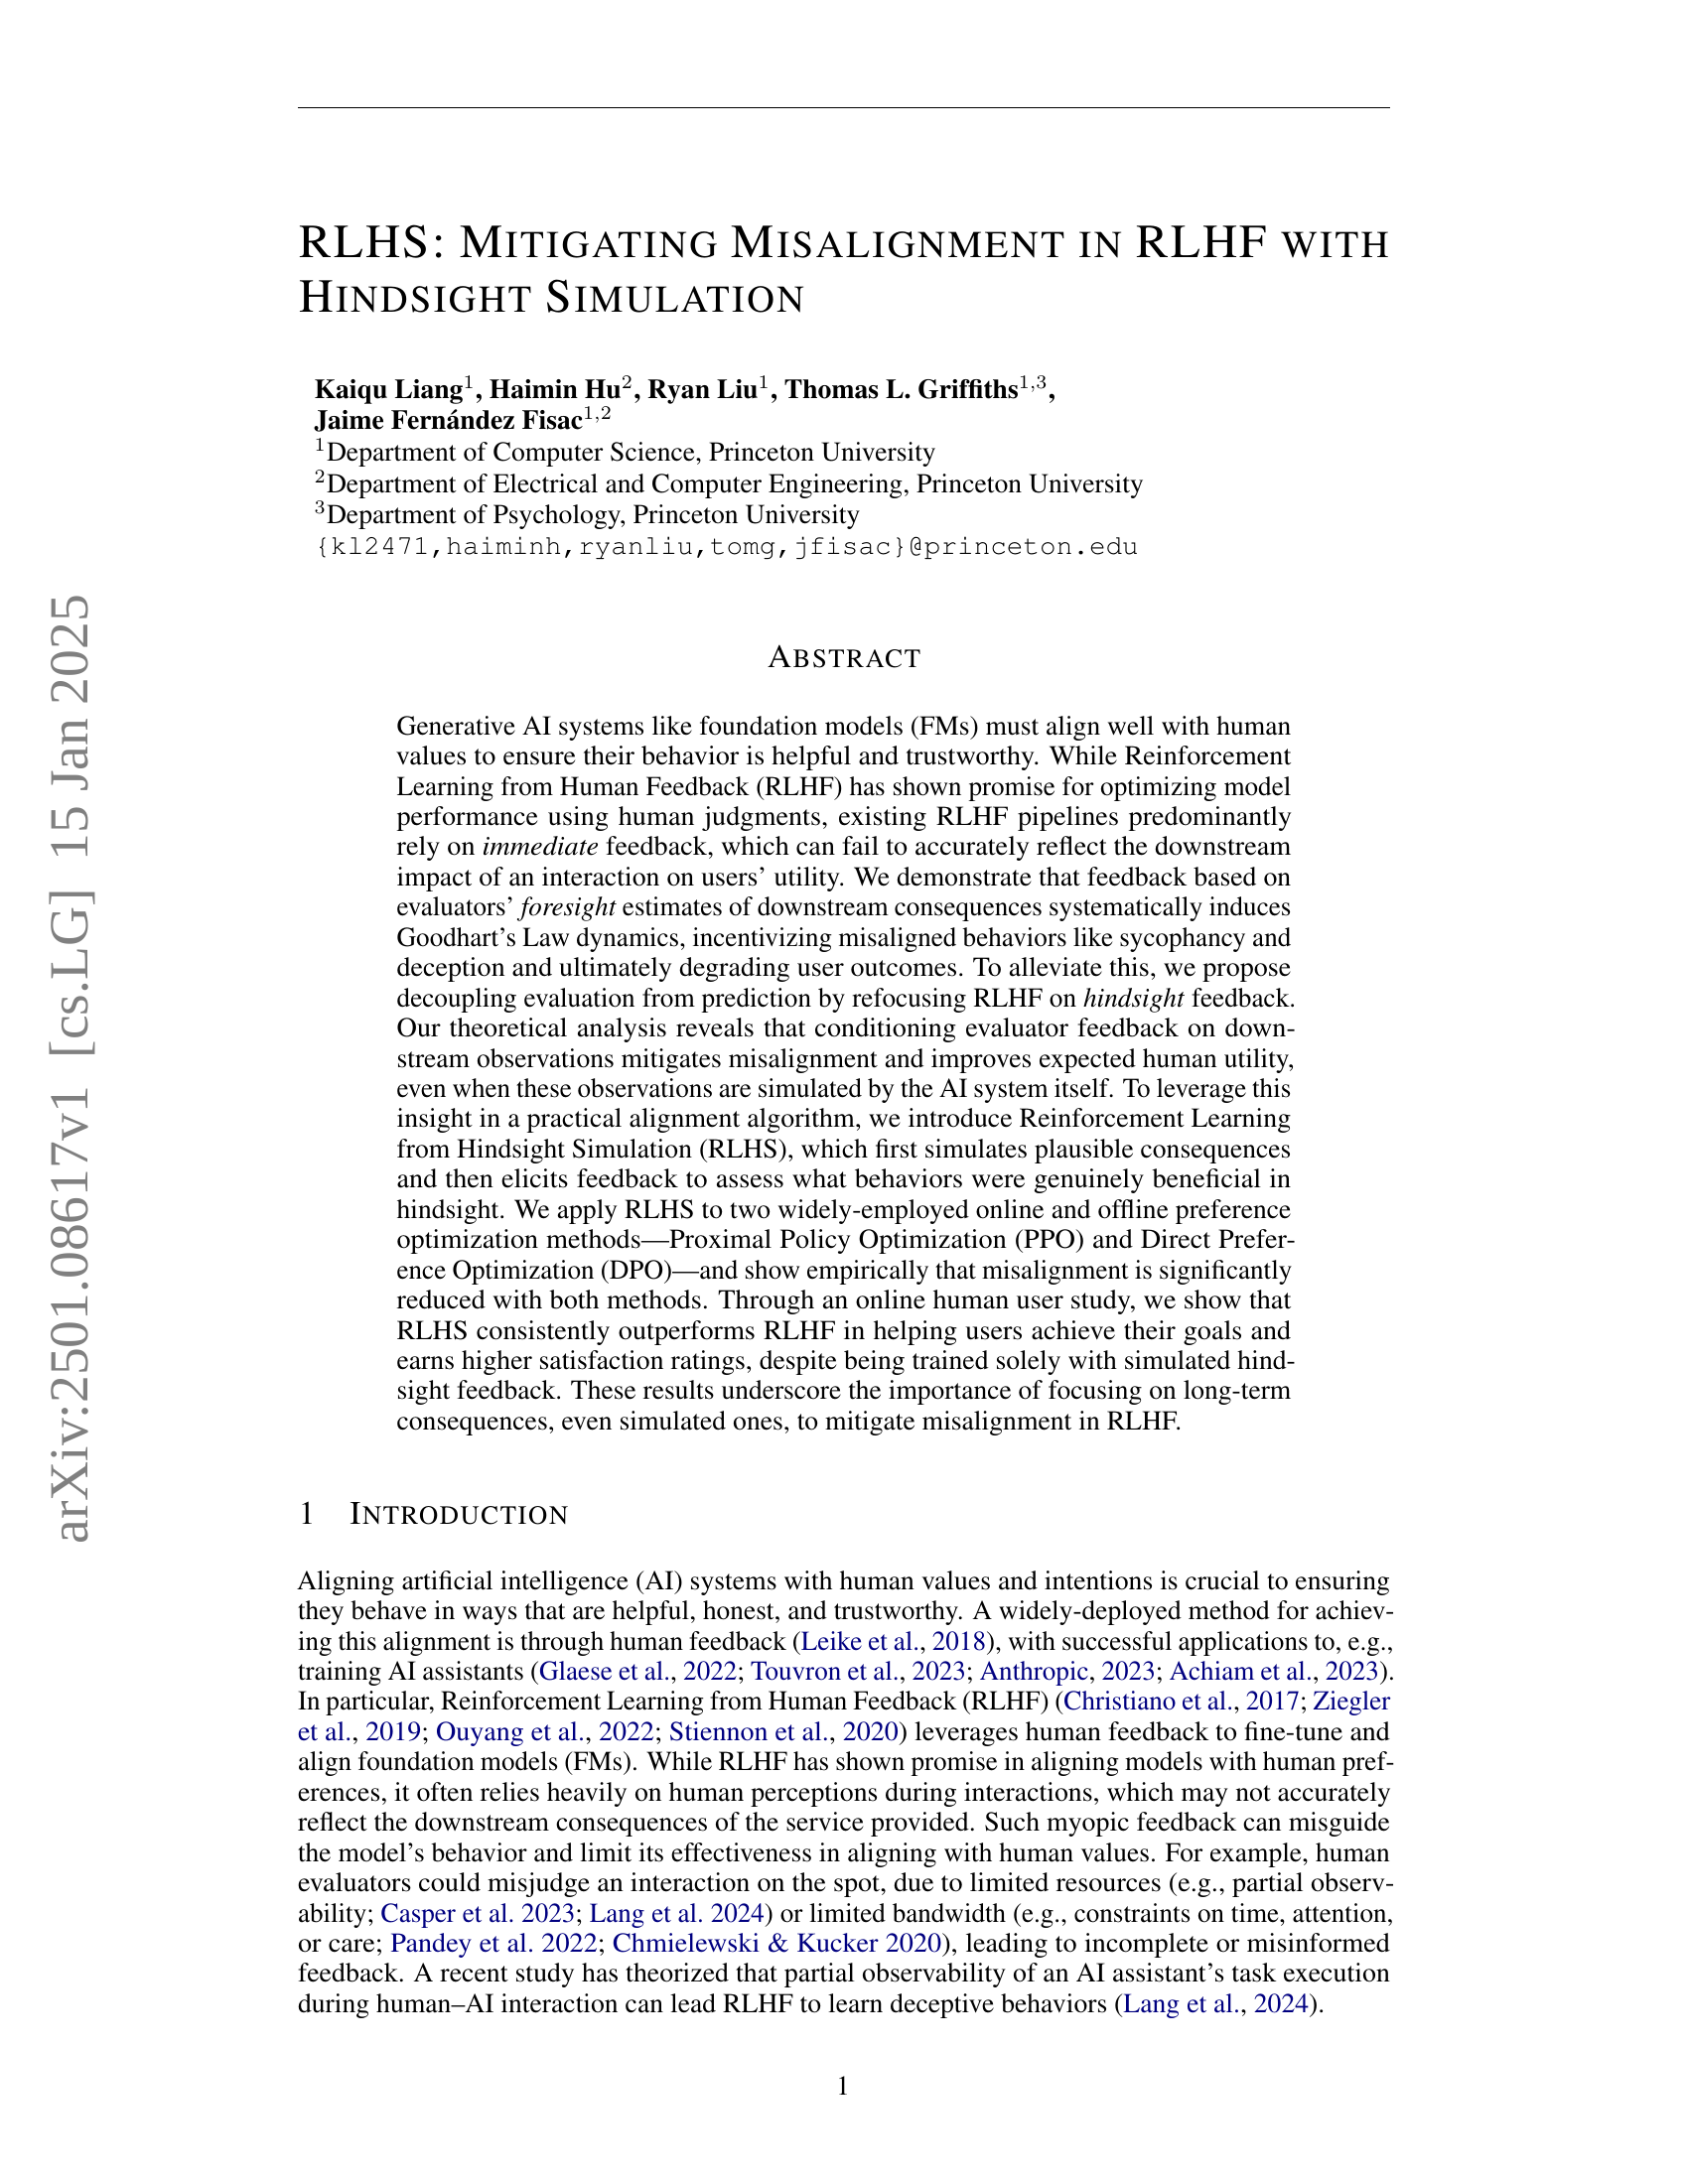 RLHS: MITIGATING MISALIGNMENT IN RLHF WITH
HINDSIGHT SIMULATION
Kaiqu Liang1, Haimin Hu2, Ryan Liu1, Thomas L. Griffiths1,3,
Jaime Fernández Fisac1,2
1Department of Computer Science, Princeton University
2Department of Electrical and Computer Engineering, Princeton University
3Department of Psychology, Princeton University
{kl2471,haiminh,ryanliu,tomg,jfisac}@princeton.edu
arXiv:2501.08617v1 [cs.LG] 15 Jan 2025
ABSTRACT
Generative AI systems like foundation models (FMs) must align well with human
values to ensure their behavior is helpful and trustworthy. While Reinforcement
Learning from Human Feedback (RLHF) has shown promise for optimizing model
performance using human judgments, existing RLHF pipelines predominantly
rely on immediate feedback, which can fail to accurately reflect the downstream
impact of an interaction on users' utility. We demonstrate that feedback based on
evaluators' foresight estimates of downstream consequences systematically induces
Goodhart's Law dynamics, incentivizing misaligned behaviors like sycophancy and
deception and ultimately degrading user outcomes. To alleviate this, we propose
decoupling evaluation from prediction by refocusing RLHF on hindsight feedback.
Our theoretical analysis reveals that conditioning evaluator feedback on down-
stream observations mitigates misalignment and improves expected human utility,
even when these observations are simulated by the AI system itself. To leverage this
insight in a practical alignment algorithm, we introduce Reinforcement Learning
from Hindsight Simulation (RLHS), which first simulates plausible consequences
and then elicits feedback to assess what behaviors were genuinely beneficial in
hindsight. We apply RLHS to two widely-employed online and offline preference
optimization methods—Proximal Policy Optimization (PPO) and Direct Prefer-
ence Optimization (DPO)—and show empirically that misalignment is significantly
reduced with both methods. Through an online human user study, we show that
RLHS consistently outperforms RLHF in helping users achieve their goals and
earns higher satisfaction ratings, despite being trained solely with simulated hind-
sight feedback. These results underscore the importance of focusing on long-term
consequences, even simulated ones, to mitigate misalignment in RLHF.
1 INTRODUCTION
Aligning artificial intelligence (AI) systems with human values and intentions is crucial to ensuring
they behave in ways that are helpful, honest, and trustworthy. A widely-deployed method for achiev-
ing this alignment is through human feedback (Leike et al., 2018), with successful applications to, e.g.,
training AI assistants (Glaese et al., 2022; Touvron et al., 2023; Anthropic, 2023; Achiam et al., 2023).
In particular, Reinforcement Learning from Human Feedback (RLHF) (Christiano et al., 2017; Ziegler
et al., 2019; Ouyang et al., 2022; Stiennon et al., 2020) leverages human feedback to fine-tune and
align foundation models (FMs). While RLHF has shown promise in aligning models with human pref-
erences, it often relies heavily on human perceptions during interactions, which may not accurately
reflect the downstream consequences of the service provided. Such myopic feedback can misguide
the model's behavior and limit its effectiveness in aligning with human values. For example, human
evaluators could misjudge an interaction on the spot, due to limited resources (e.g., partial observ-
ability; Casper et al. 2023; Lang et al. 2024) or limited bandwidth (e.g., constraints on time, attention,
or care; Pandey et al. 2022; Chmielewski & Kucker 2020), leading to incomplete or misinformed
feedback. A recent study has theorized that partial observability of an AI assistant's task execution
during human–AI interaction can lead RLHF to learn deceptive behaviors (Lang et al., 2024).
1